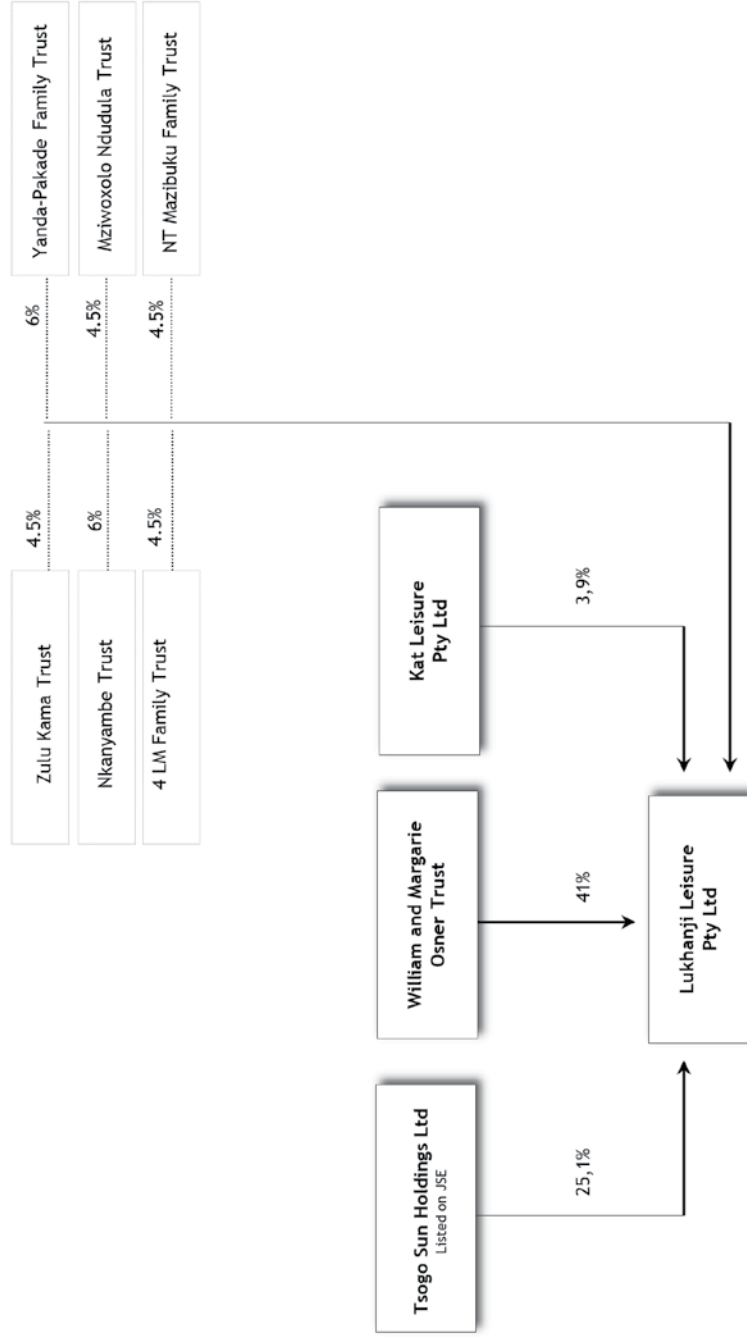 Zulu Kama Trust
4.5%
6%
Yanda-Pakade Family Trust
Nkanyambe Trust
6%
4.5%
Mziwoxolo Ndudula Trust
4 LM Family Trust
4.5%
4.5%
NT Mazibuku Family Trust
Tsogo Sun Holdings Ltd
Listed on JSE
William and Margarie
Osner Trust
Kat Leisure
Pty Ltd
25,1%
41%
3,9%
Lukhanji Leisure
Pty Ltd